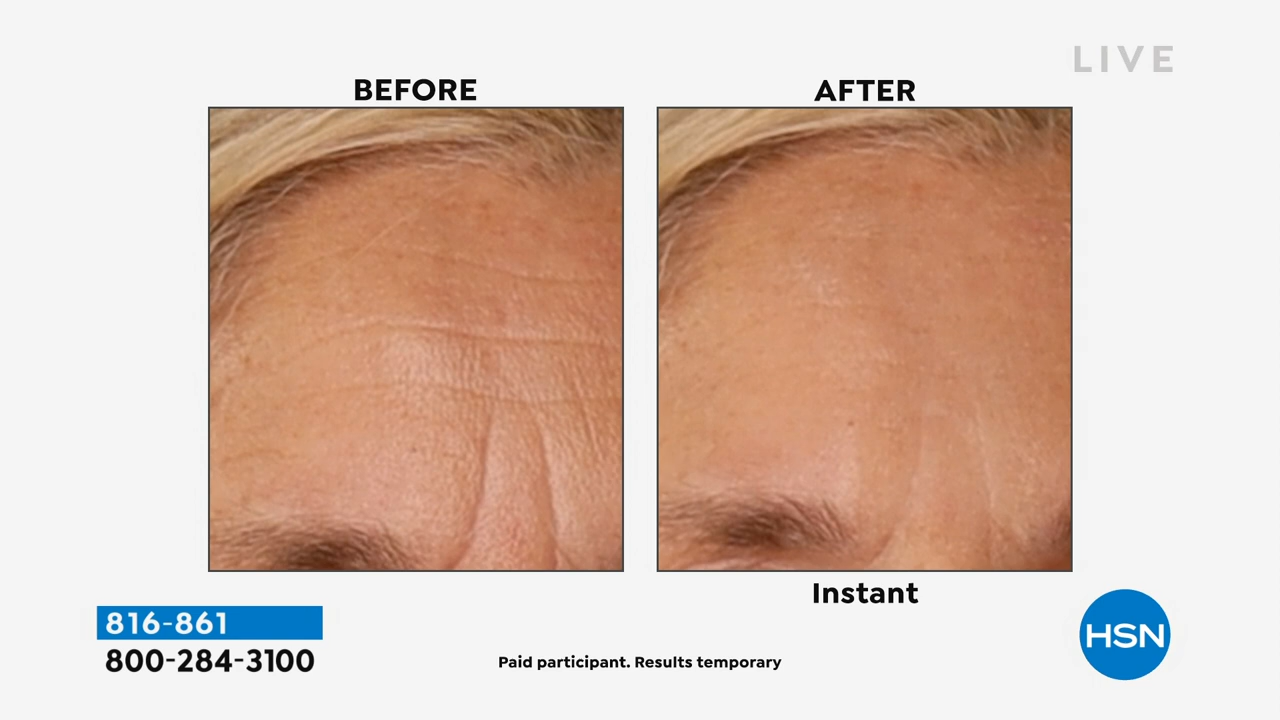 LIVE
BEFORE
AFTER
Instant
816-861
800-284-3100
Paid participant. Results temporary
HSN